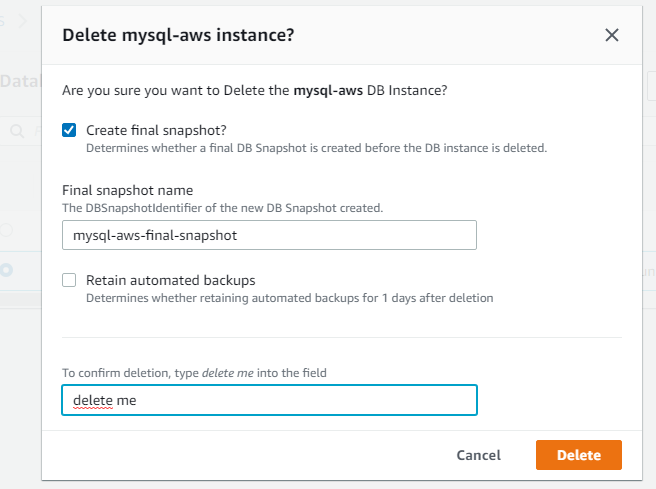 Delete mysql-aws instance?
Are you sure you want to Delete the mysql-aws DB Instance?
Create final snapshot?
Determines whether a final DB Snapshot is created before the DB instance is deleted.
Final snapshot name
The DBSnapshotIdentifier of the new DB Snapshot created.
mysql-aws-final-snapshot
Retain automated backups
Determines whether retaining automated backups for 1 days after deletion
To confirm deletion, type delete me into the field
delete me
Cancel
Delete